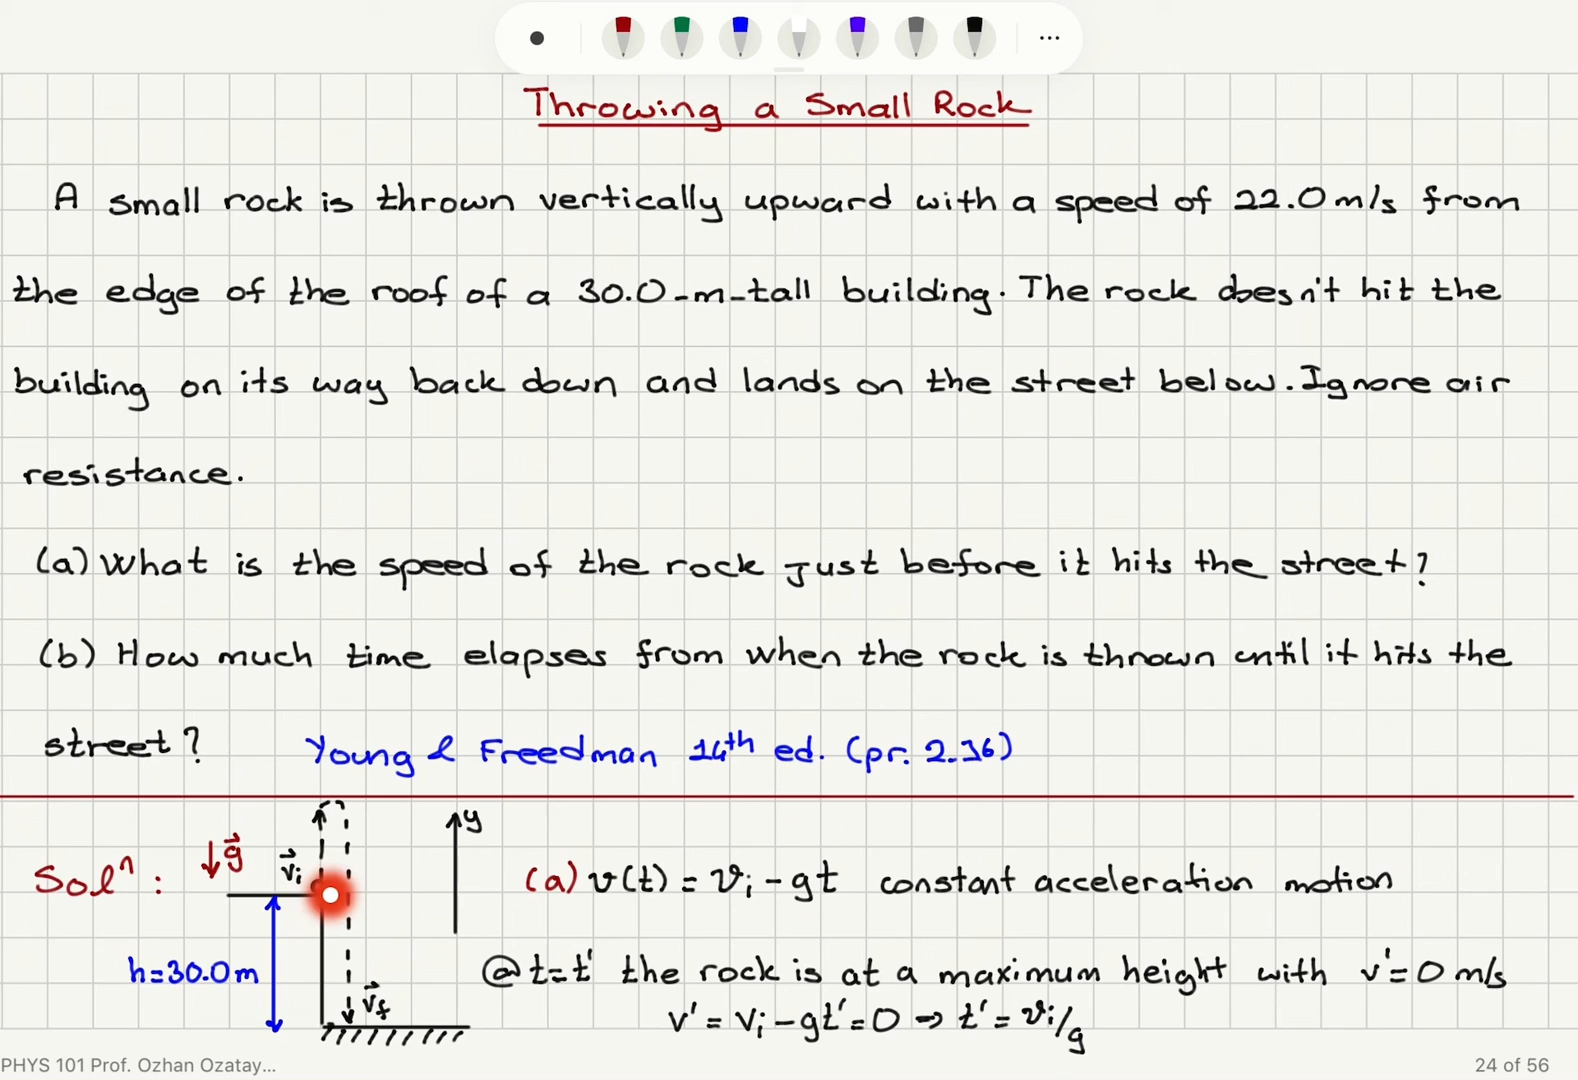 Throwing a Small Rock
A small rock is thrown vertically upward with a speed of 22.0 m/s from
the edge of the roof of a 30.0-m-tall building. The rock doesn't hit the
building on its way back down and lands on the street below. Ignore air
resistance.
(a) What is the speed of the rock just before it hits the street?
(b) How much time elapses from when the rock is thrown until it hits the
street? Young & Freedman 14th ed. (pr. 2.36)
Solⁿ : ↓g⃗ v⃗i y (a) v(t) = vi - gt constant acceleration motion
h=30.0m @ t=t' the rock is at a maximum height with v'=0 m/s
v⃗f v' = vi - gt' = 0 ⇒ t' = vi/g
PHYS 101 Prof. Ozhan Ozatay... 24 of 56